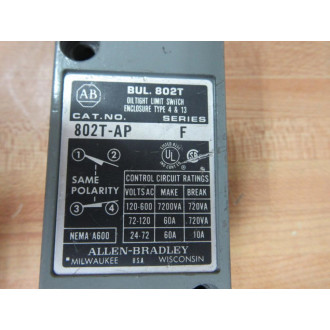 AB
BUL. 802T
OILTIGHT LIMIT SWITCH
ENCLOSURE TYPE 4 & 13
CAT. NO. SERIES
802T-AP F
1 2
SAME
POLARITY
3 4
NEMA A600
UL
CONTROL CIRCUIT RATINGS
VOLTS AC MAKE BREAK
120-600 7200VA 720VA
72-120 60A 720VA
24-72 60A 10A
ALLEN-BRADLEY
MILWAUKEE USA WISCONSIN